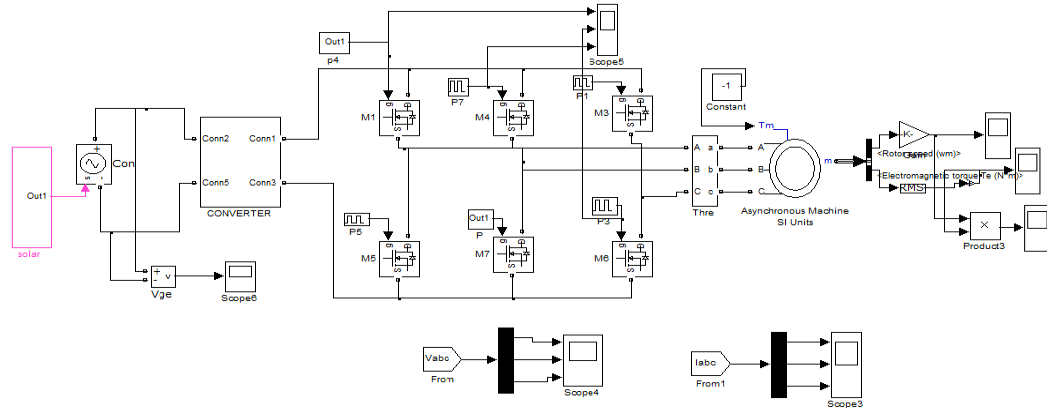 Out1
p4
Scope5
g
D
S
M1
P7
g
D
S
M4
P1
g
D
S
M3
-1
Constant
Tm
+
s
-
Con
Conn2
Conn1
Conn5
Conn3
CONVERTER
A
a
B
b
C
c
Thre
A
B
C
m
Asynchronous Machine
SI Units
-K-
Gain
<Rotor speed (wm)>
<Electromagnetic torque Te (N*m)>
RMS
×
Product3
Out1
solar
P5
g
D
S
M5
Out1
P
g
D
S
M7
P3
g
D
S
M6
+
-
v
Vge
Scope6
Vabc
From
Scope4
Iabc
From1
Scope3